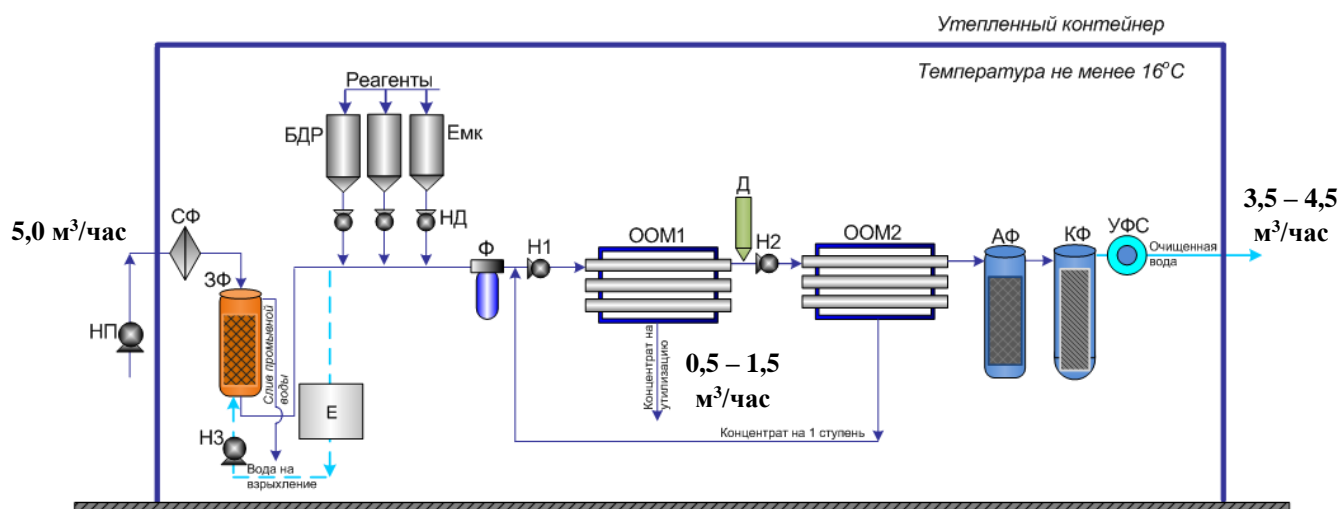 Утепленный контейнер
Температура не менее 16°С
Реагенты
БДР
Емк
НД
5,0 м³/час
СФ
ЗФ
НП
Слив промывной
воды
Н3
Вода на
взрыхление
Е
Ф
Н1
ООМ1
Д
Н2
ООМ2
АФ
КФ
УФС
Очищенная
вода
3,5 – 4,5
м³/час
Концентрат на
утилизацию
0,5 – 1,5
м³/час
Концентрат на 1 ступень